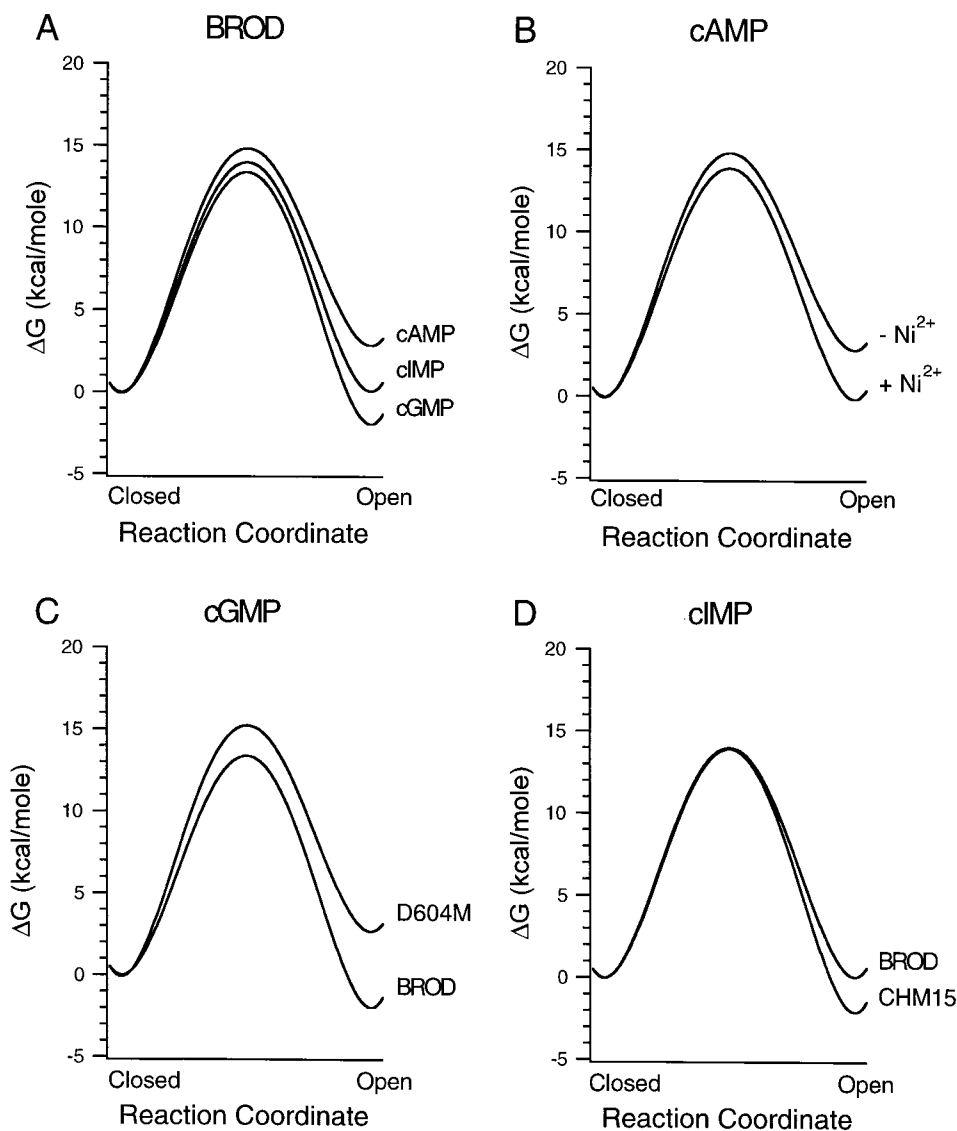 A
BROD
20
15
10
5
0
-5
ΔG (kcal/mole)
cAMP
cIMP
cGMP
Closed
Open
Reaction Coordinate
B
cAMP
20
15
10
5
0
-5
ΔG (kcal/mole)
- Ni²⁺
+ Ni²⁺
Closed
Open
Reaction Coordinate
C
cGMP
20
15
10
5
0
-5
ΔG (kcal/mole)
D604M
BROD
Closed
Open
Reaction Coordinate
D
cIMP
20
15
10
5
0
-5
ΔG (kcal/mole)
BROD
CHM15
Closed
Open
Reaction Coordinate